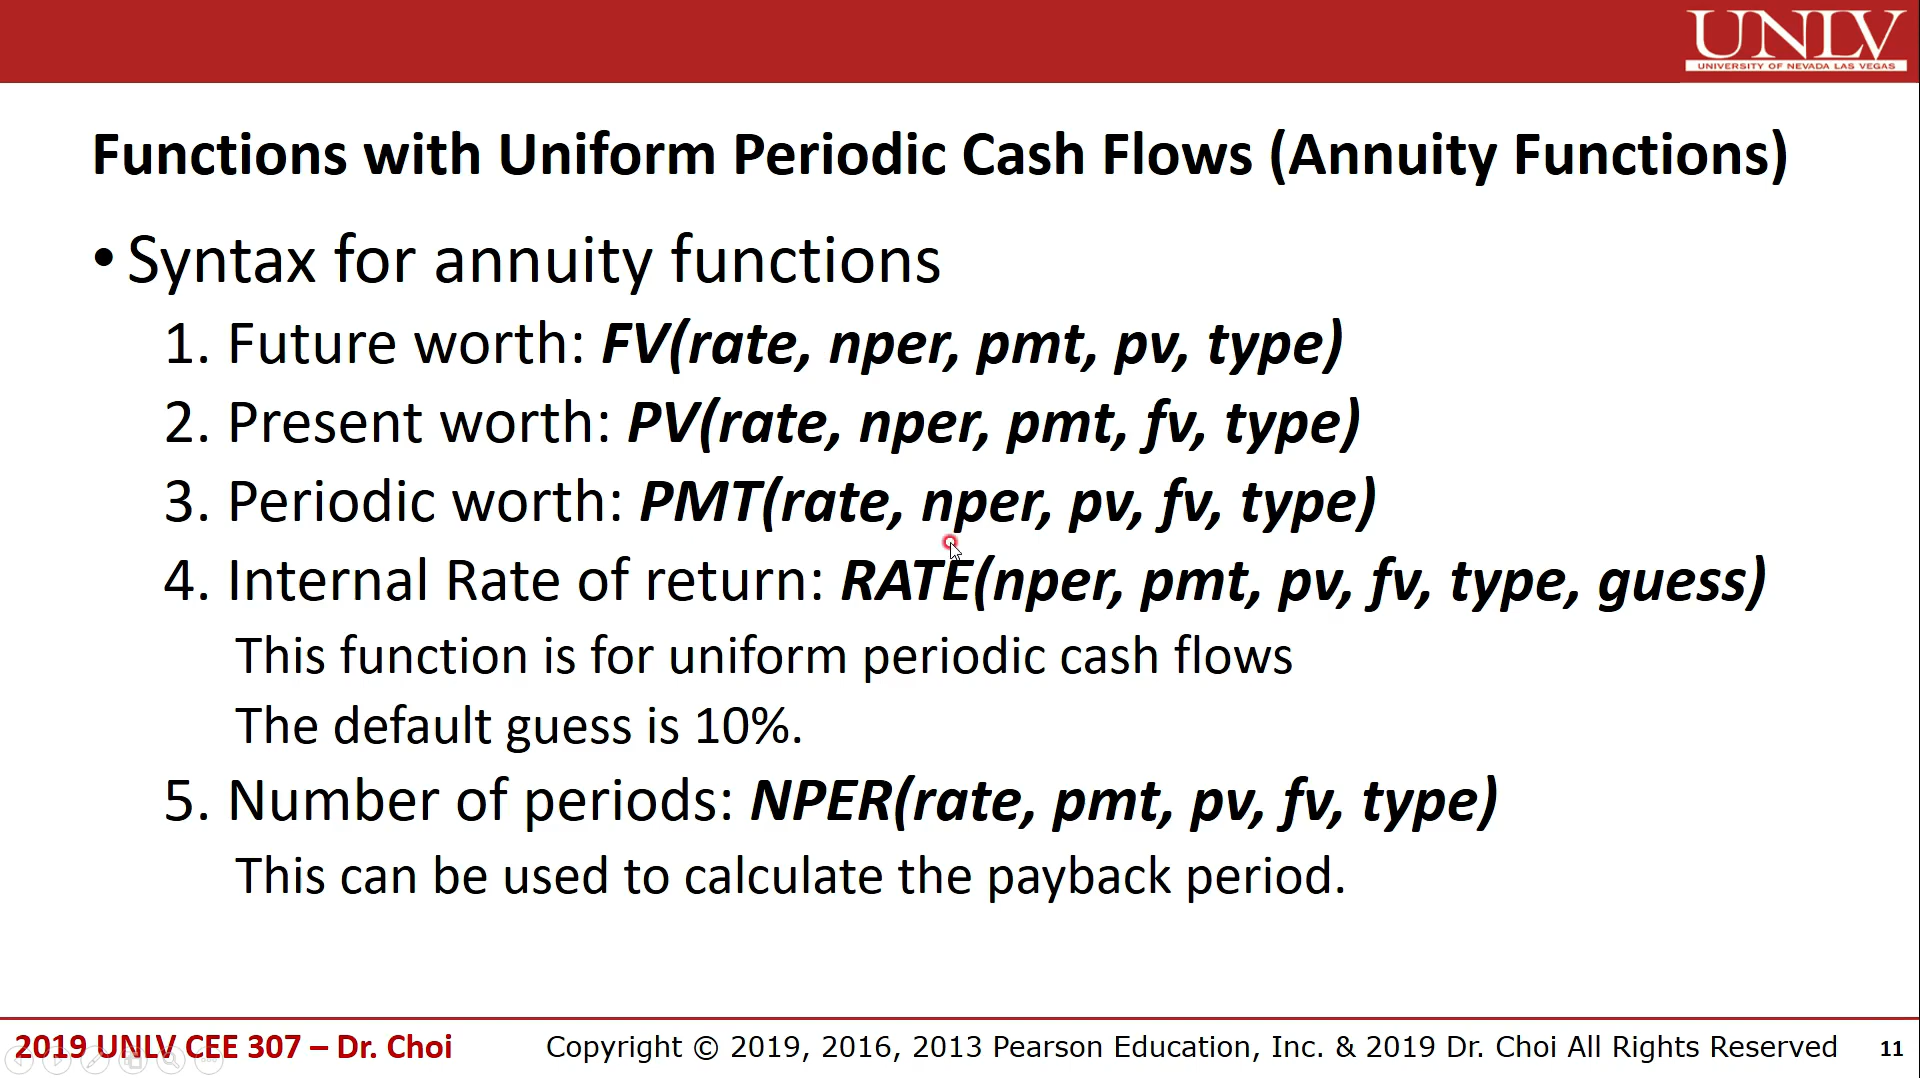 UNLV
UNIVERSITY OF NEVADA LAS VEGAS
Functions with Uniform Periodic Cash Flows (Annuity Functions)
• Syntax for annuity functions
1. Future worth: FV(rate, nper, pmt, pv, type)
2. Present worth: PV(rate, nper, pmt, fv, type)
3. Periodic worth: PMT(rate, nper, pv, fv, type)
4. Internal Rate of return: RATE(nper, pmt, pv, fv, type, guess)
This function is for uniform periodic cash flows
The default guess is 10%.
5. Number of periods: NPER(rate, pmt, pv, fv, type)
This can be used to calculate the payback period.
2019 UNLV CEE 307 – Dr. Choi Copyright © 2019, 2016, 2013 Pearson Education, Inc. & 2019 Dr. Choi All Rights Reserved 11